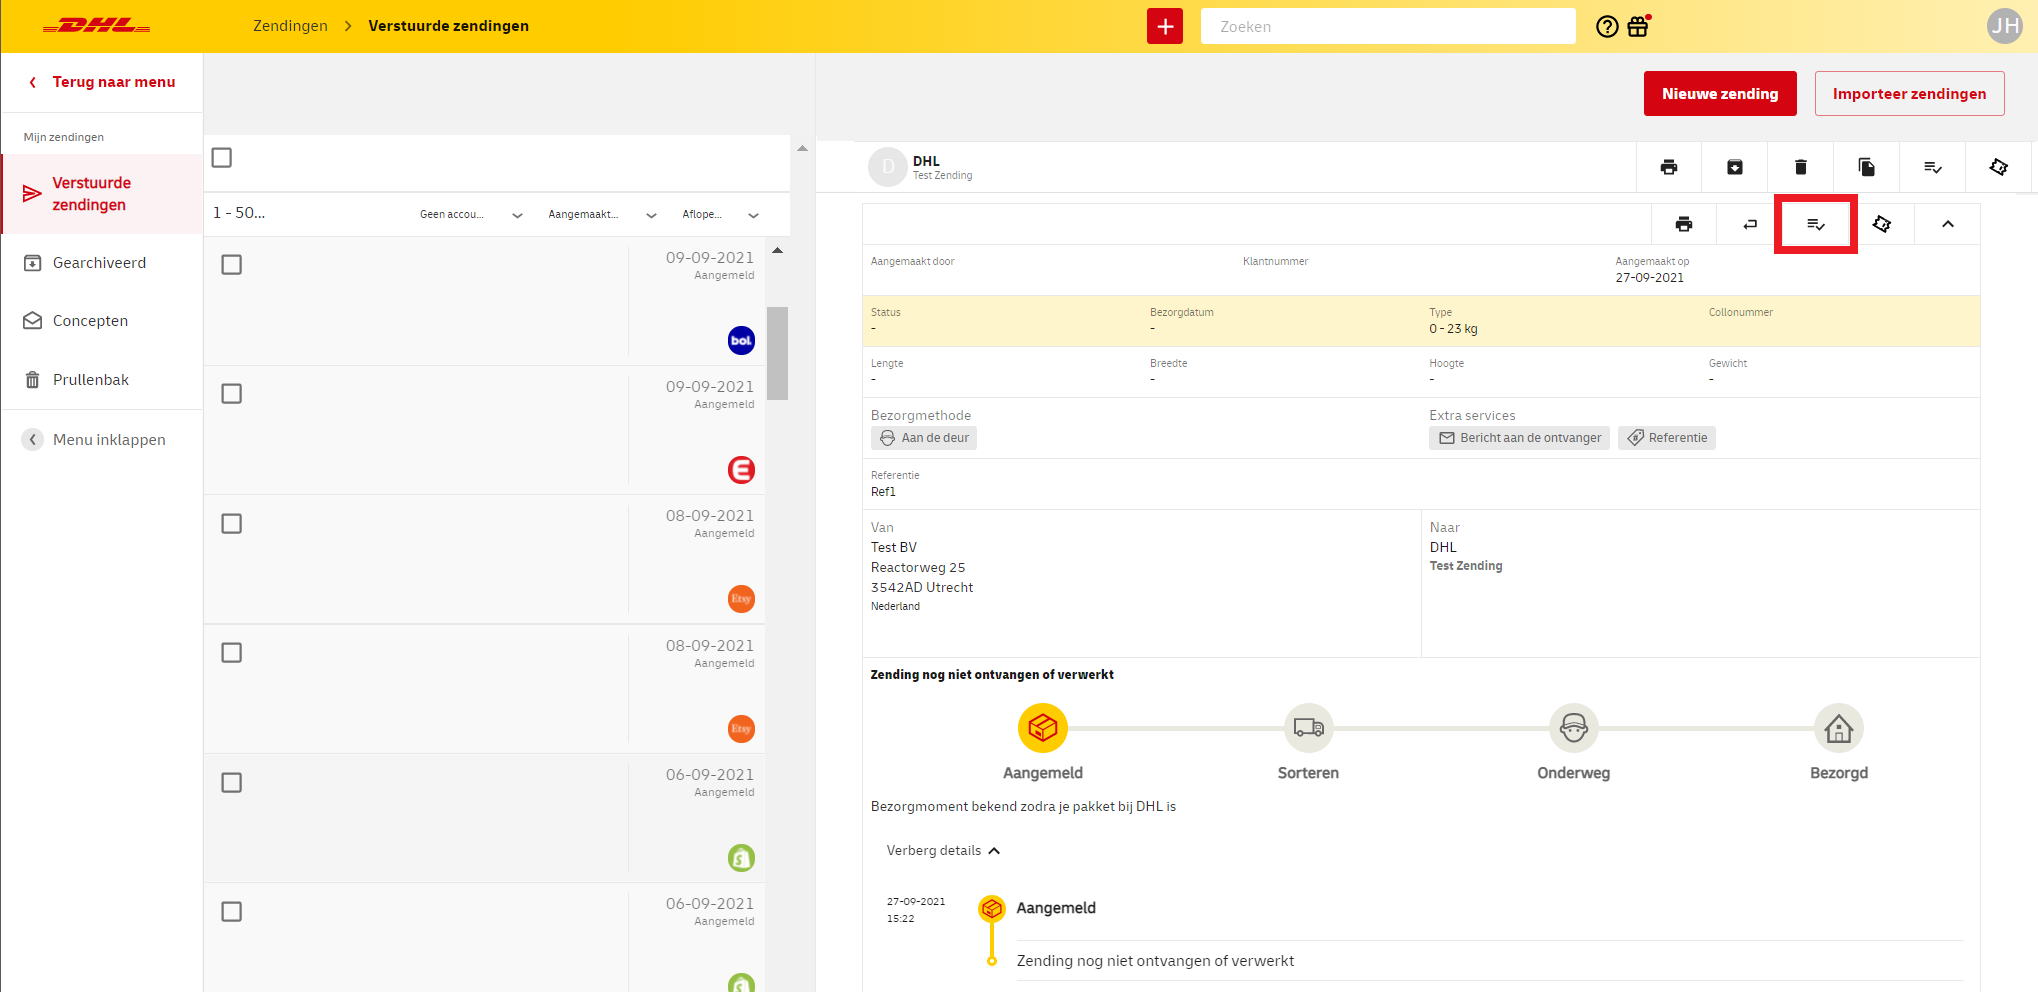 DHL
Zendingen > Verstuurde zendingen
+
Zoeken
?
JH
Terug naar menu
Nieuwe zending
Importeer zendingen
Mijn zendingen
Verstuurde
zendingen
Gearchiveerd
Concepten
Prullenbak
Menu inklappen
1 - 50...
Geen accou...
Aangemaakt...
Aflope...
09-09-2021
Aangemeld
bol.
09-09-2021
Aangemeld
E
08-09-2021
Aangemeld
Etsy
08-09-2021
Aangemeld
Etsy
06-09-2021
Aangemeld
S
06-09-2021
Aangemeld
D
DHL
Test Zending
Aangemaakt door
Klantnummer
Aangemaakt op
27-09-2021
Status
-
Bezorgdatum
-
Type
0 - 23 kg
Collonummer
Lengte
-
Breedte
-
Hoogte
-
Gewicht
-
Bezorgmethode
Aan de deur
Extra services
Bericht aan de ontvanger
Referentie
Referentie
Ref1
Van
Test BV
Reactorweg 25
3542AD Utrecht
Nederland
Naar
DHL
Test Zending
Zending nog niet ontvangen of verwerkt
Aangemeld
Sorteren
Onderweg
Bezorgd
Bezorgmoment bekend zodra je pakket bij DHL is
Verberg details
27-09-2021
15:22
Aangemeld
Zending nog niet ontvangen of verwerkt